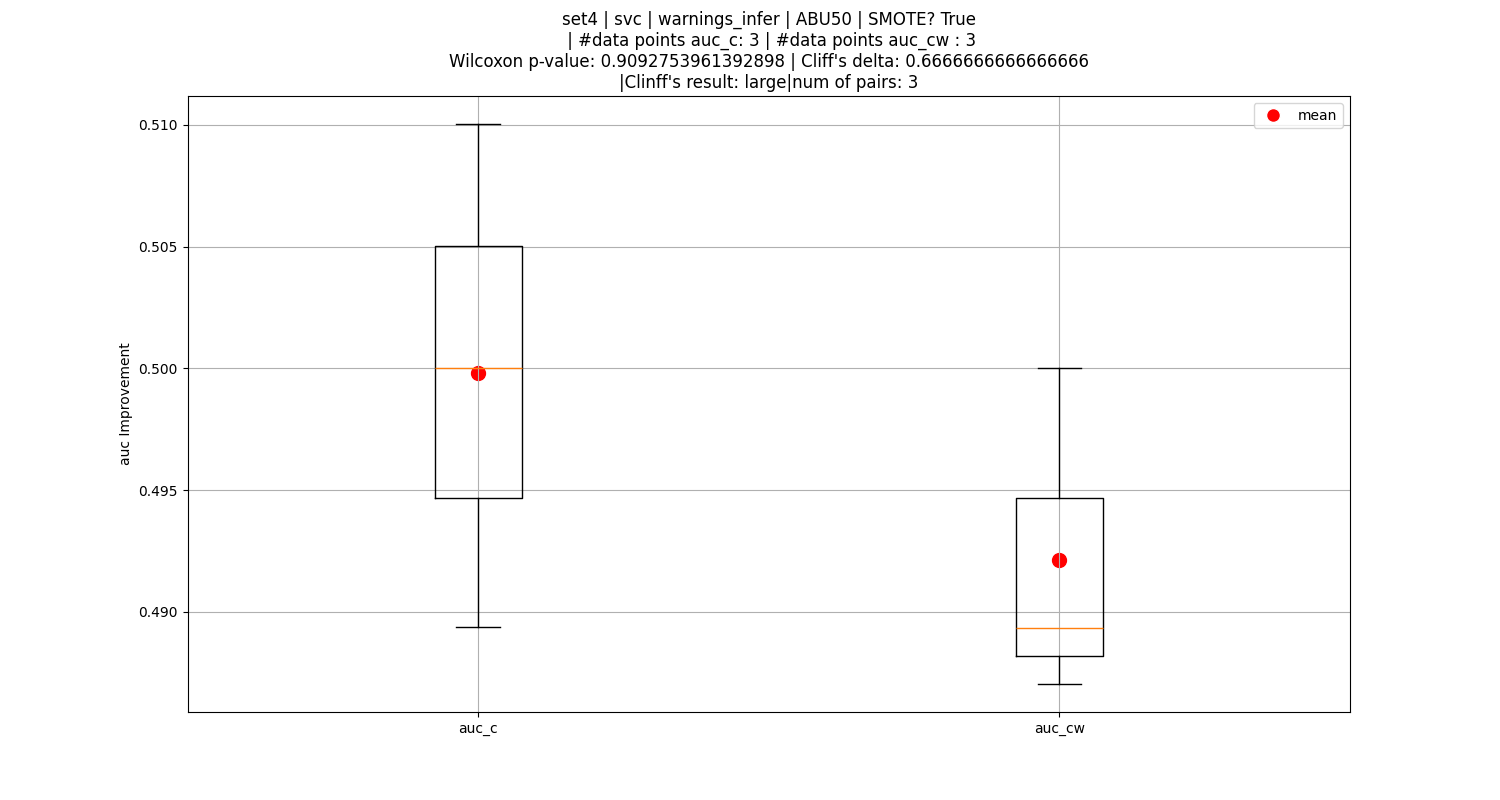 set4 | svc | warnings_infer | ABU50 | SMOTE? True
| #data points auc_c: 3 | #data points auc_cw : 3
Wilcoxon p-value: 0.9092753961392898 | Cliff's delta: 0.6666666666666666
|Clinff's result: large|num of pairs: 3
mean
0.510
0.505
0.500
0.495
0.490
auc Improvement
auc_c
auc_cw